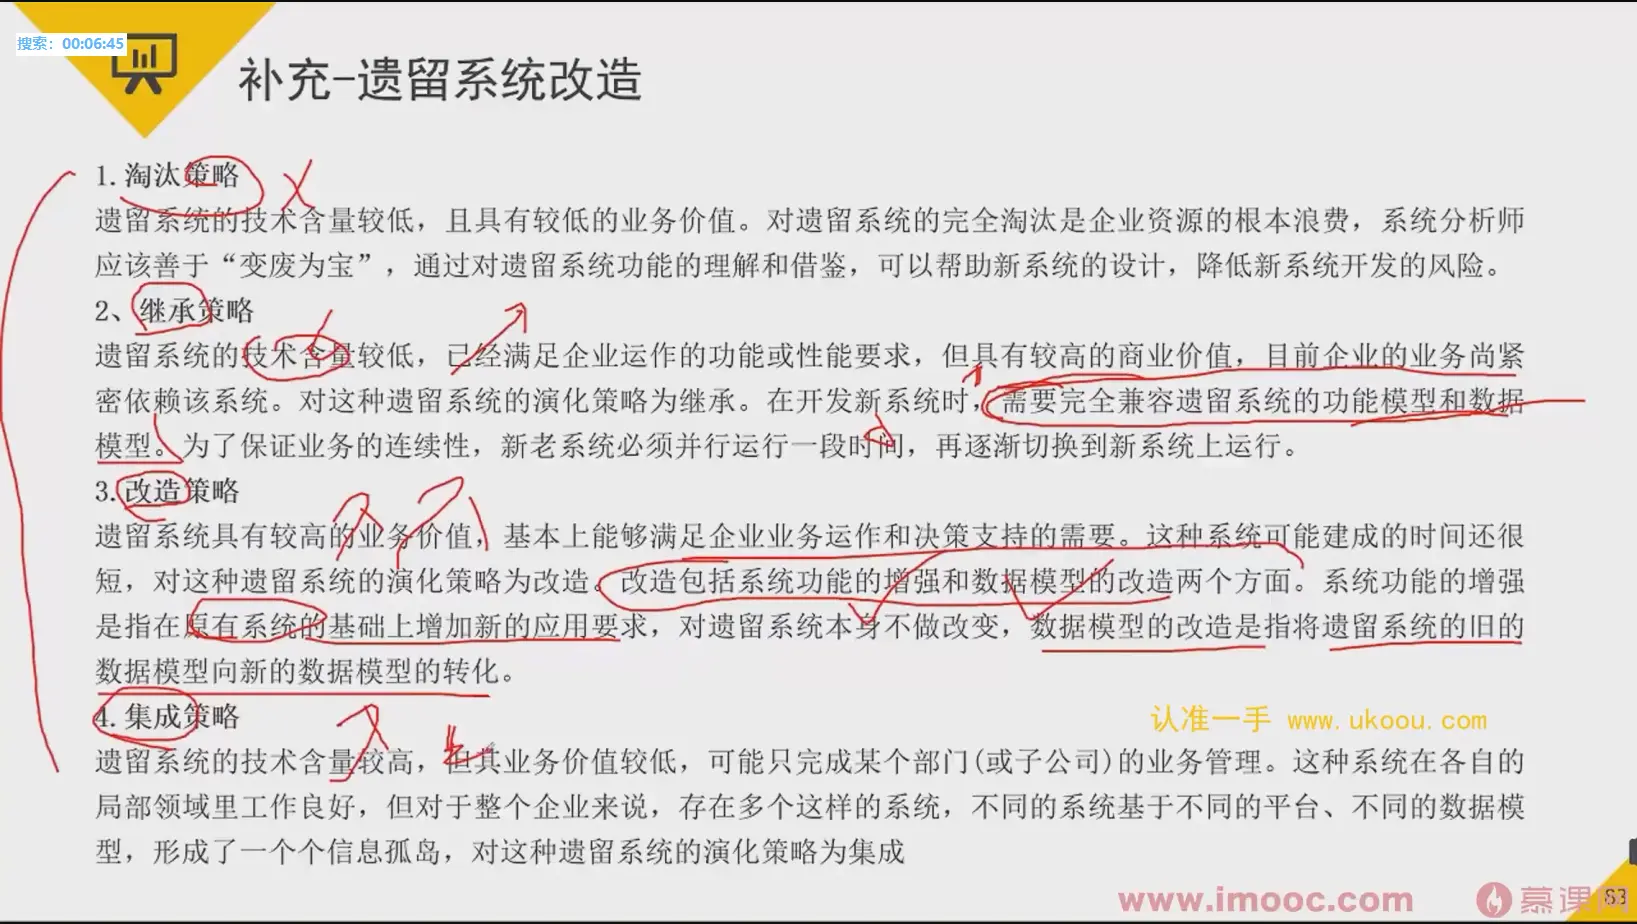 搜索: 00:06:45
补充-遗留系统改造
1.淘汰策略
遗留系统的技术含量较低，且具有较低的业务价值。对遗留系统的完全淘汰是企业资源的根本浪费，系统分析师
应该善于“变废为宝”，通过对遗留系统功能的理解和借鉴，可以帮助新系统的设计，降低新系统开发的风险。
2、继承策略
遗留系统的技术含量较低，已经满足企业运作的功能或性能要求，但具有较高的商业价值，目前企业的业务尚紧
密依赖该系统。对这种遗留系统的演化策略为继承。在开发新系统时，需要完全兼容遗留系统的功能模型和数据
模型。为了保证业务的连续性，新老系统必须并行运行一段时间，再逐渐切换到新系统上运行。
3.改造策略
遗留系统具有较高的业务价值，基本上能够满足企业业务运作和决策支持的需要。这种系统可能建成的时间还很
短，对这种遗留系统的演化策略为改造。改造包括系统功能的增强和数据模型的改造两个方面。系统功能的增强
是指在原有系统的基础上增加新的应用要求，对遗留系统本身不做改变，数据模型的改造是指将遗留系统的旧的
数据模型向新的数据模型的转化。
4.集成策略
认准一手 www.ukoou.com
遗留系统的技术含量较高，但其业务价值较低，可能只完成某个部门(或子公司)的业务管理。这种系统在各自的
局部领域里工作良好，但对于整个企业来说，存在多个这样的系统，不同的系统基于不同的平台、不同的数据模
型，形成了一个个信息孤岛，对这种遗留系统的演化策略为集成
www.imooc.com 慕课网
83